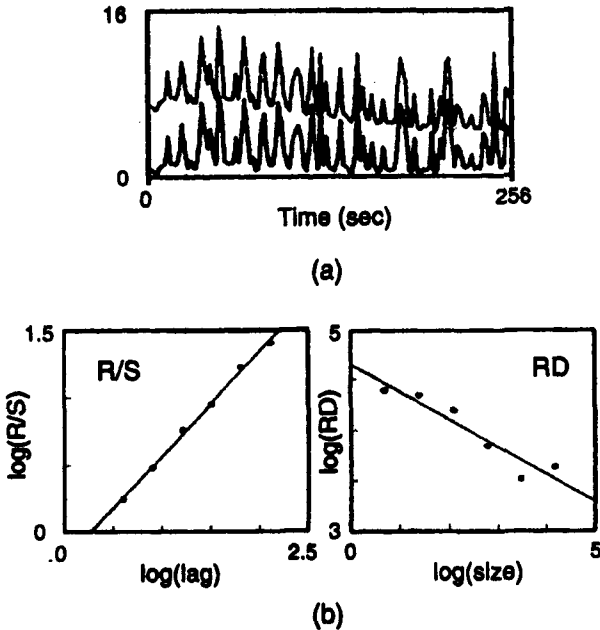 16
0
0
256
Time (sec)
(a)
1.5
R/S
log(R/S)
0
.0
2.5
log(lag)
5
RD
log(RD)
3
0
5
log(size)
(b)